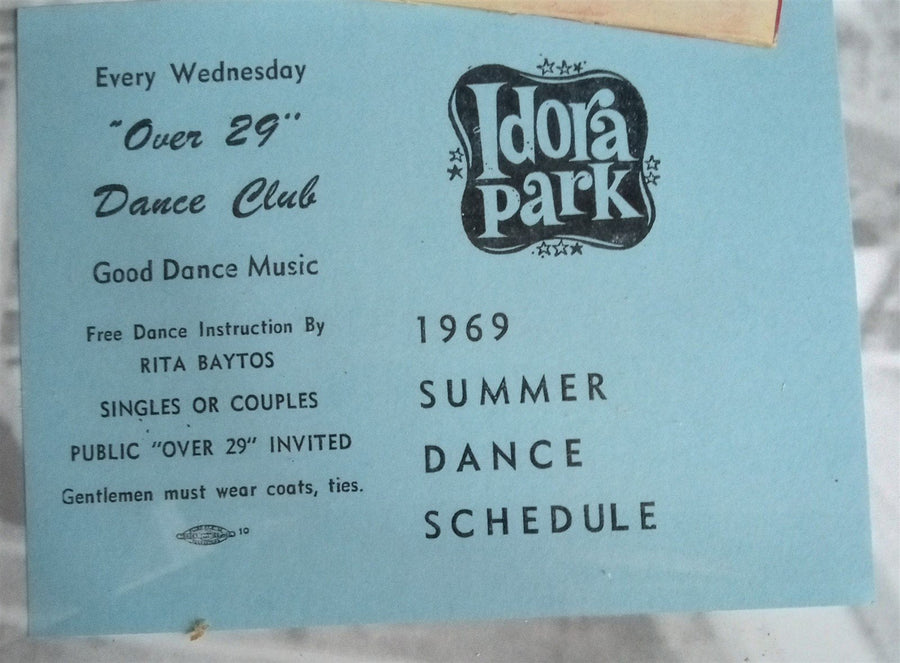 Every Wednesday
"Over 29"
Dance Club
Good Dance Music
Free Dance Instruction By
RITA BAYTOS
SINGLES OR COUPLES
PUBLIC "OVER 29" INVITED
Gentlemen must wear coats, ties.
10
Idora
Park
1969
SUMMER
DANCE
SCHEDULE